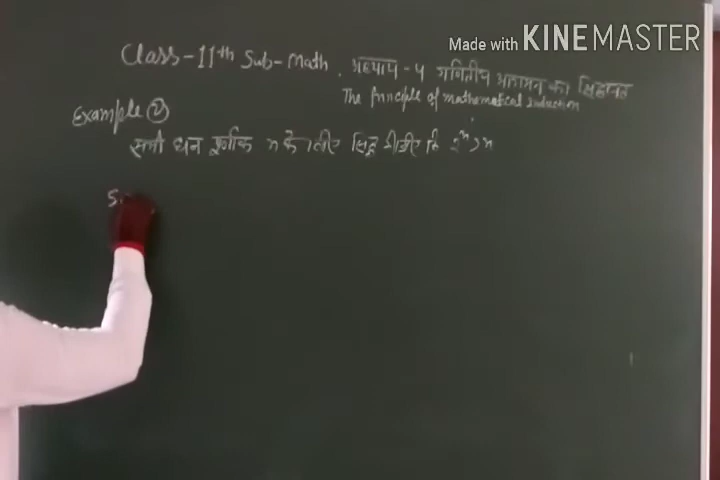 Made with KINEMASTER
Class-11th Sub-Math. अध्याय-4 गणितीय आगमन का सिद्धान्त
The Principle of mathematical induction
Example ②
सभी धन पूर्णांक n के लिए सिद्ध कीजिए कि 2ⁿ>n
S